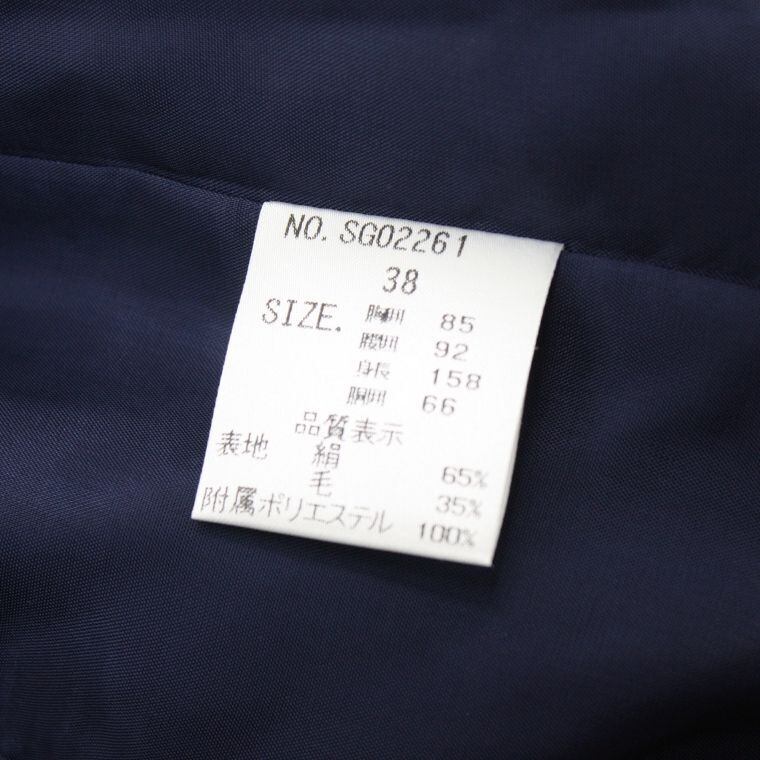 NO.SG02261
38
SIZE. 胸囲 85
腰囲 92
身長 158
胴囲 66
品質表示
表地 絹 65%
毛 35%
附属ポリエステル 100%